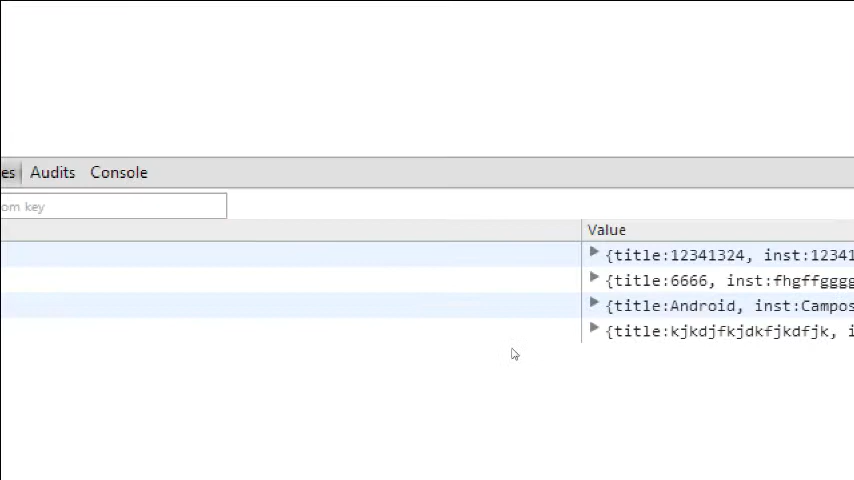 es Audits Console
om key
Value
{title:12341324, inst:12341
{title:6666, inst:fhgffgggg
{title:Android, inst:Campos
{title:kjkdjfkjdkfjkdfjk, i